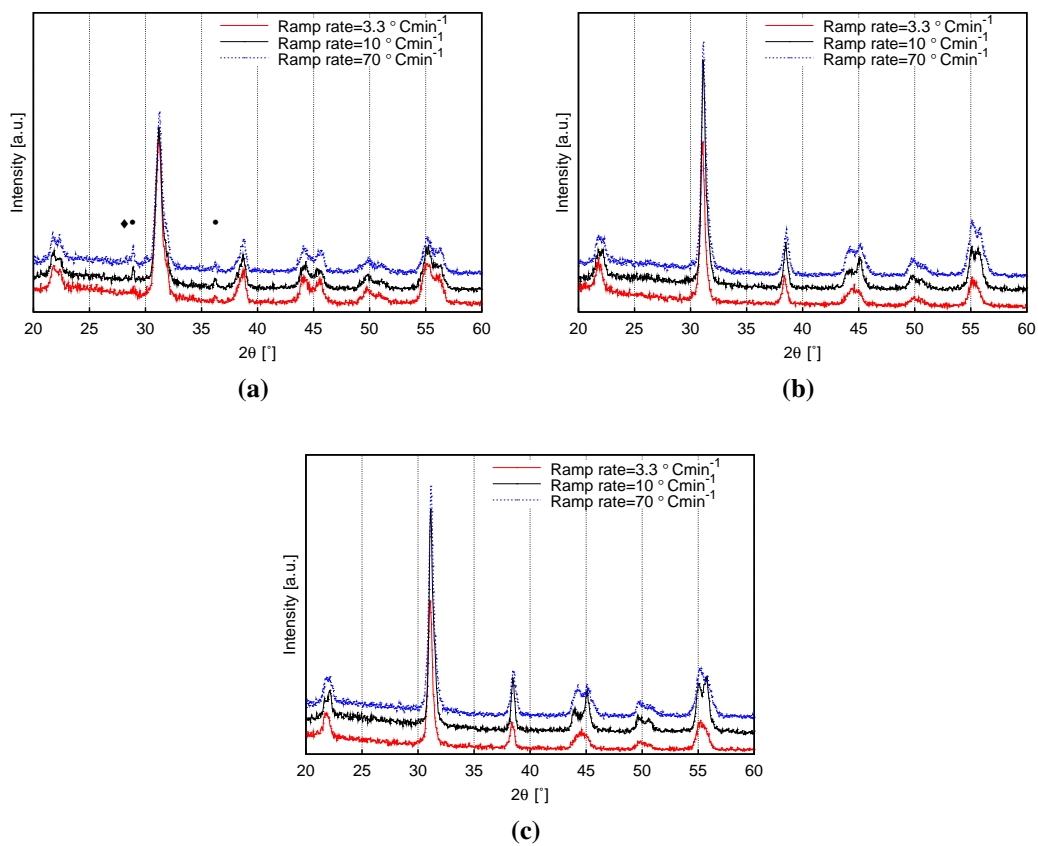 Ramp rate=3.3 ° Cmin-1
Ramp rate=10 ° Cmin-1
Ramp rate=70 ° Cmin-1
Intensity [a.u.]
20 25 30 35 40 45 50 55 60
2θ [°]
(a)
Ramp rate=3.3 ° Cmin-1
Ramp rate=10 ° Cmin-1
Ramp rate=70 ° Cmin-1
Intensity [a.u.]
20 25 30 35 40 45 50 55 60
2θ [°]
(b)
Ramp rate=3.3 ° Cmin-1
Ramp rate=10 ° Cmin-1
Ramp rate=70 ° Cmin-1
Intensity [a.u.]
20 25 30 35 40 45 50 55 60
2θ [°]
(c)